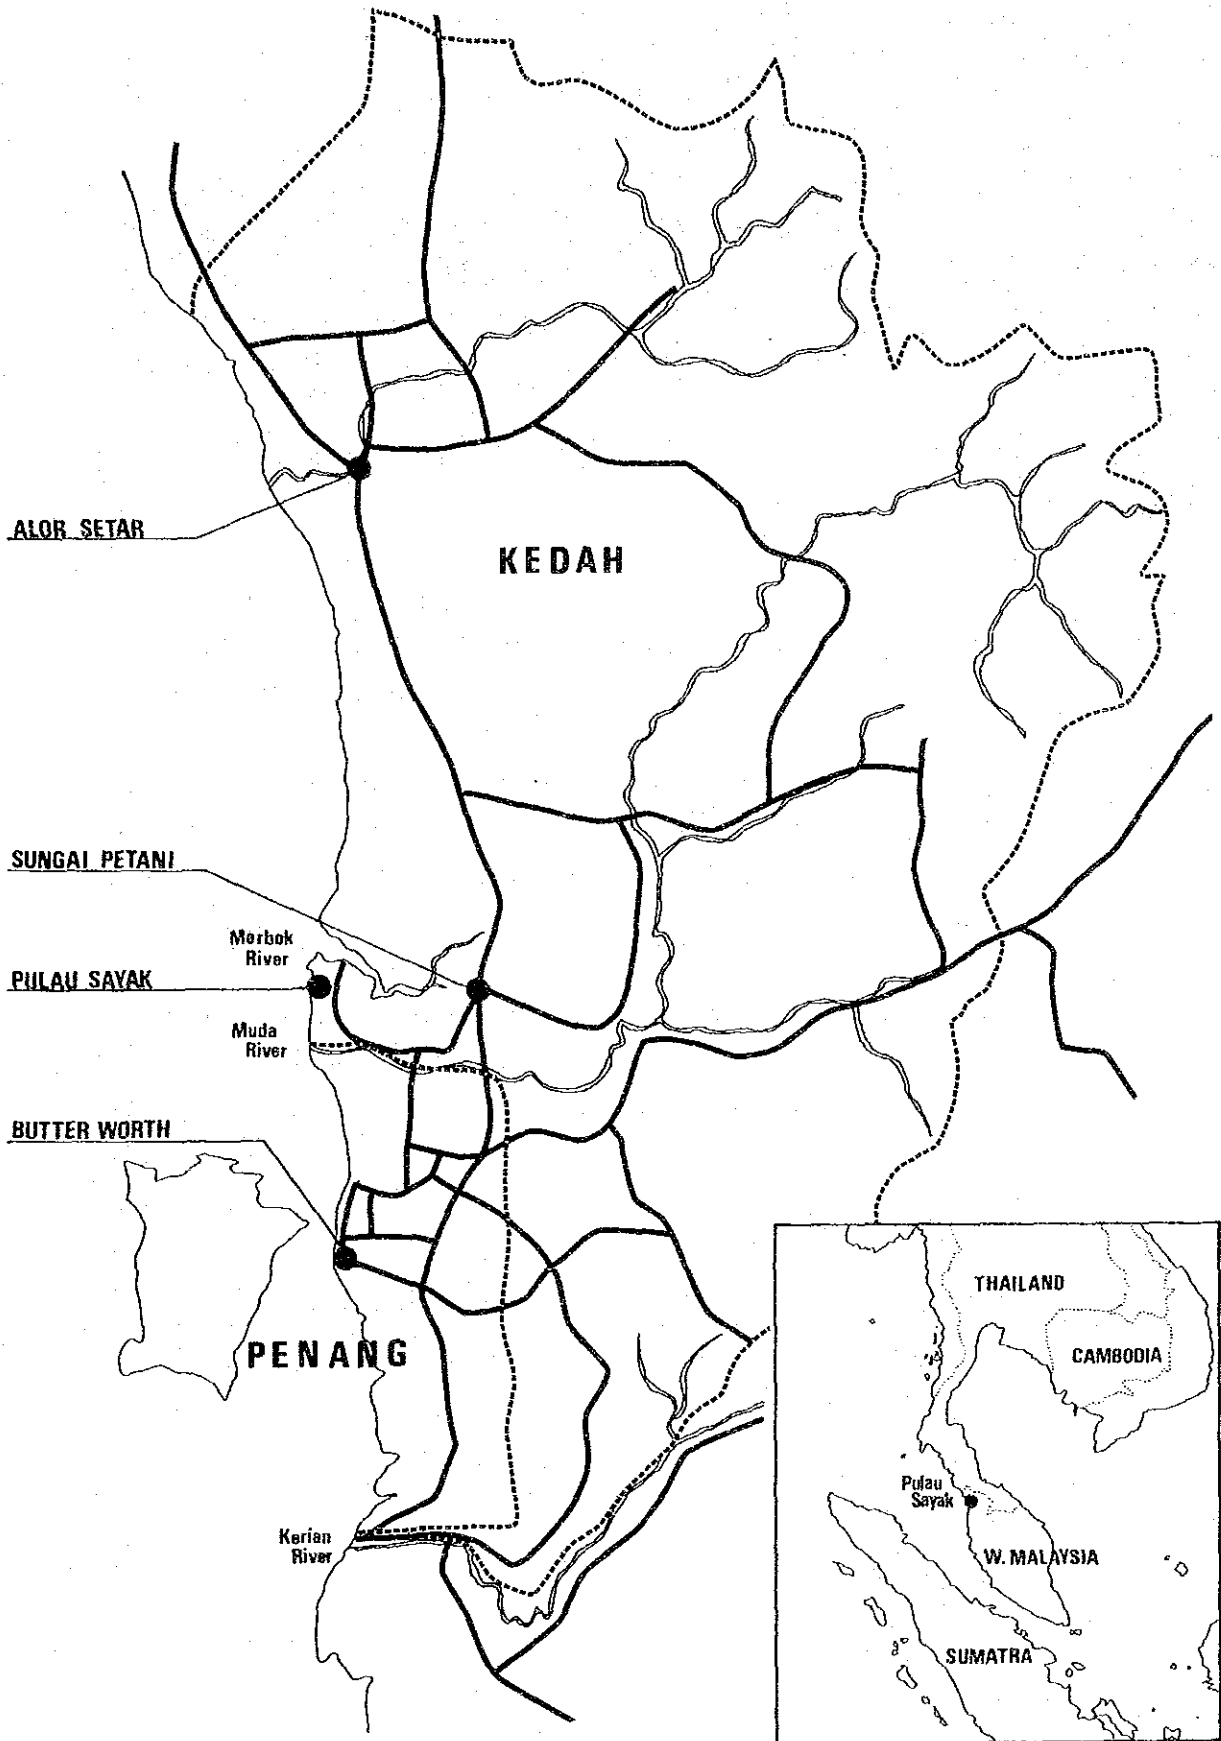 ALOR SETAR
KEDAH
SUNGAI PETANI
Merbok
River
PULAU SAYAK
Muda
River
BUTTER WORTH
PENANG
Kerian
River
THAILAND
CAMBODIA
Pulau
Sayak
W. MALAYSIA
SUMATRA